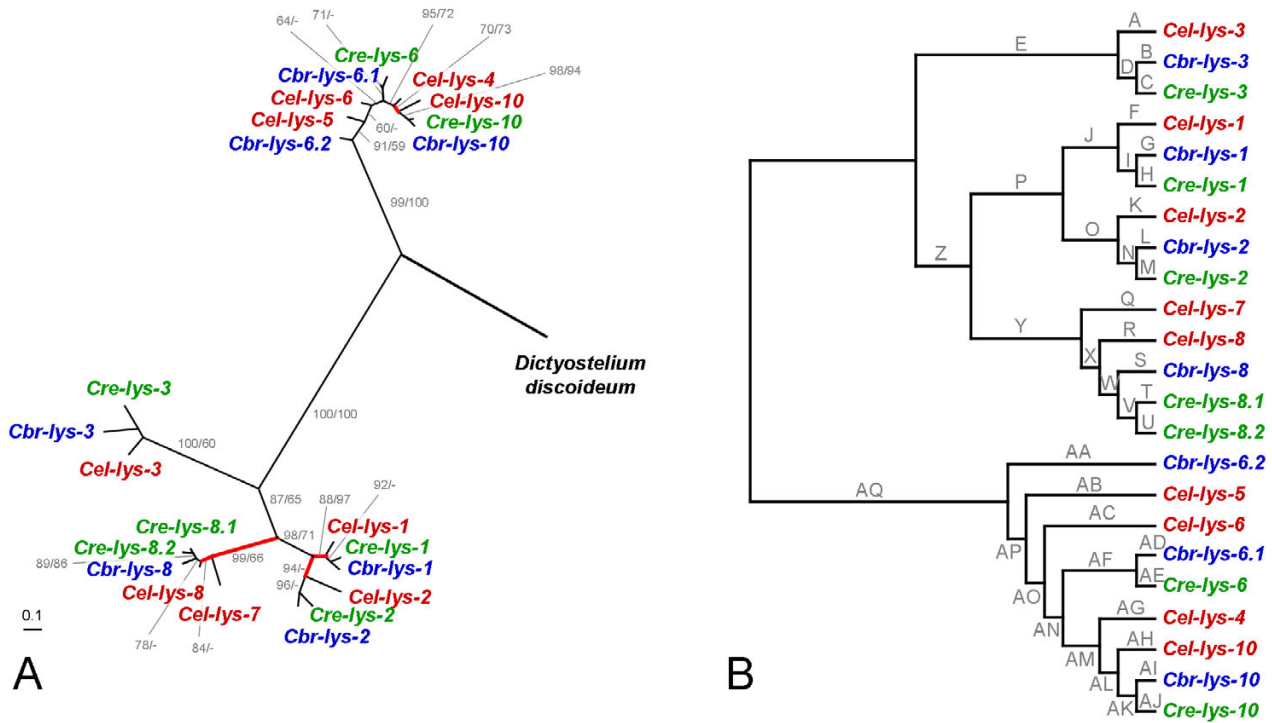 71/-
95/72
64/-
70/73
Cre-lys-6
98/94
Cbr-lys-6.1
Cel-lys-4
Cel-lys-6
Cel-lys-10
Cel-lys-5
60/-
Cre-lys-10
Cbr-lys-6.2
91/59
Cbr-lys-10
99/100
Dictyostelium
discoideum
Cre-lys-3
100/100
Cbr-lys-3
100/60
Cel-lys-3
87/65
88/97
92/-
Cre-lys-8.1
98/71
Cel-lys-1
Cre-lys-8.2
99/66
Cre-lys-1
89/86
Cbr-lys-8
94/-
Cbr-lys-1
Cel-lys-8
96/-
Cel-lys-2
Cel-lys-7
Cre-lys-2
Cbr-lys-2
0.1
78/-
84/-
A
A
Cel-lys-3
E
B
Cbr-lys-3
D
C
Cre-lys-3
F
Cel-lys-1
J
G
Cbr-lys-1
I
H
Cre-lys-1
P
K
Cel-lys-2
O
L
Cbr-lys-2
N
M
Cre-lys-2
Z
Q
Cel-lys-7
Y
R
Cel-lys-8
X
S
Cbr-lys-8
W
T
Cre-lys-8.1
V
U
Cre-lys-8.2
AA
Cbr-lys-6.2
AQ
AB
Cel-lys-5
AC
Cel-lys-6
AP
AD
Cbr-lys-6.1
AF
AE
Cre-lys-6
AO
AG
Cel-lys-4
AN
AH
Cel-lys-10
AM
AI
Cbr-lys-10
AL
AJ
Cre-lys-10
AK
B